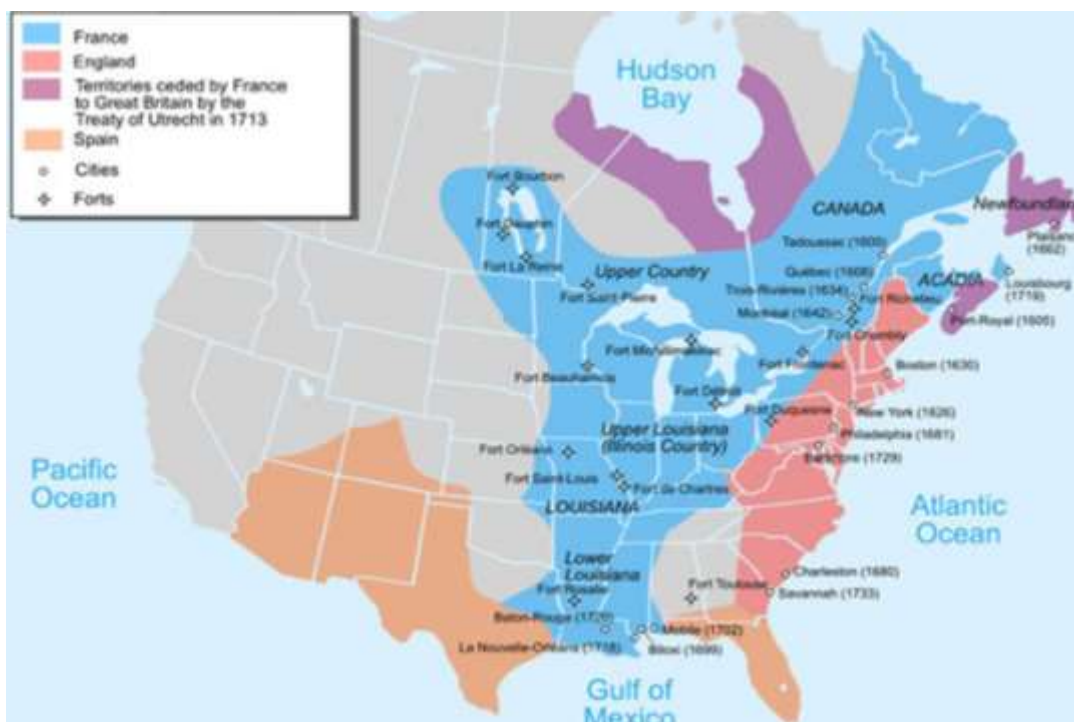 France
England
Territories ceded by France
to Great Britain by the
Treaty of Utrecht in 1713
Spain
Cities
Forts
Hudson
Bay
Fort Bourbon
CANADA
Newfoundlan
Fort Dauphin
Plaisance
(1662)
Tadoussac (1600)
Fort La Reine
Upper Country
Québec (1608)
ACADIA
Louisbourg
(1719)
Fort Saint-Pierre
Trois-Rivières (1634)
Fort Richelieu
Montréal (1642)
Port-Royal (1605)
Fort Chambly
Fort Michilimakinac
Fort Frontenac
Boston (1630)
Fort Beauharnois
Fort Détroit
Fort Duquesne
New York (1626)
Upper Louisiana
(Illinois Country)
Philadelphia (1681)
Fort Orléans
Baltimore (1729)
Pacific
Ocean
Fort Saint-Louis
Fort de Chartres
LOUISIANA
Atlantic
Ocean
Lower
Louisiana
Charleston (1680)
Fort Toulouse
Fort Rosalie
Savannah (1733)
Baton-Rouge (1720)
Mobile (1702)
La Nouvelle-Orléans (1718)
Biloxi (1699)
Gulf of
Mexico